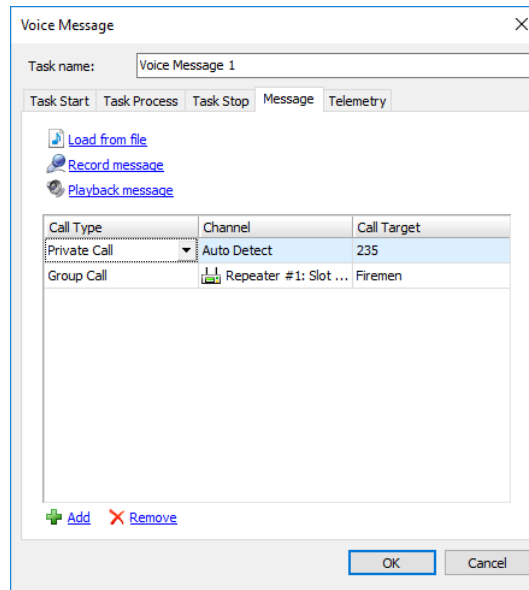 Voice Message
Task name: Voice Message 1
Task Start Task Process Task Stop Message Telemetry
Load from file
Record message
Playback message
Call Type Channel Call Target
Private Call Auto Detect 235
Group Call Repeater #1: Slot ... Firemen
Add Remove
OK Cancel